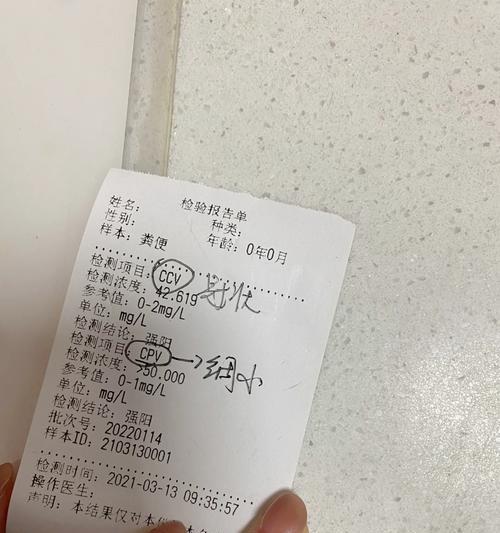 检验报告单
姓名:
性别: 种类:
样本: 粪便 年龄: 0年0月
检测项目: CCV 冠状
检测浓度: 42.619
参考值: 0-2mg/L
单位: mg/L
检测结论: 强阳
检测项目: CPV → 细小
检测浓度: >50.000
参考值: 0-1mg/L
单位: mg/L
检测结论: 强阳
批次号: 20220114
样本ID: 2103130001
检测时间: 2021-03-13 09:35:57
操作医生:
声明: 本结果仅对本